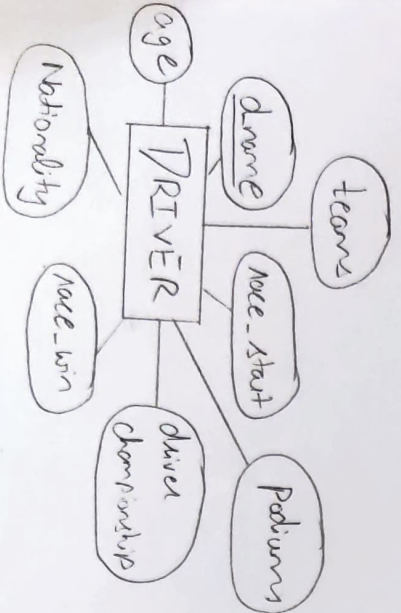 teams
dname
race_start
Podiums
age
DRIVER
Nationality
race_win
driver
championship